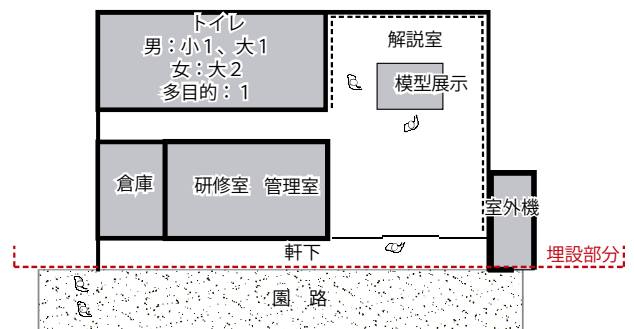 トイレ
男：小1、大1
女：大2
多目的：1
解説室
模型展示
倉庫
研修室 管理室
室外機
軒下
埋設部分
園 路